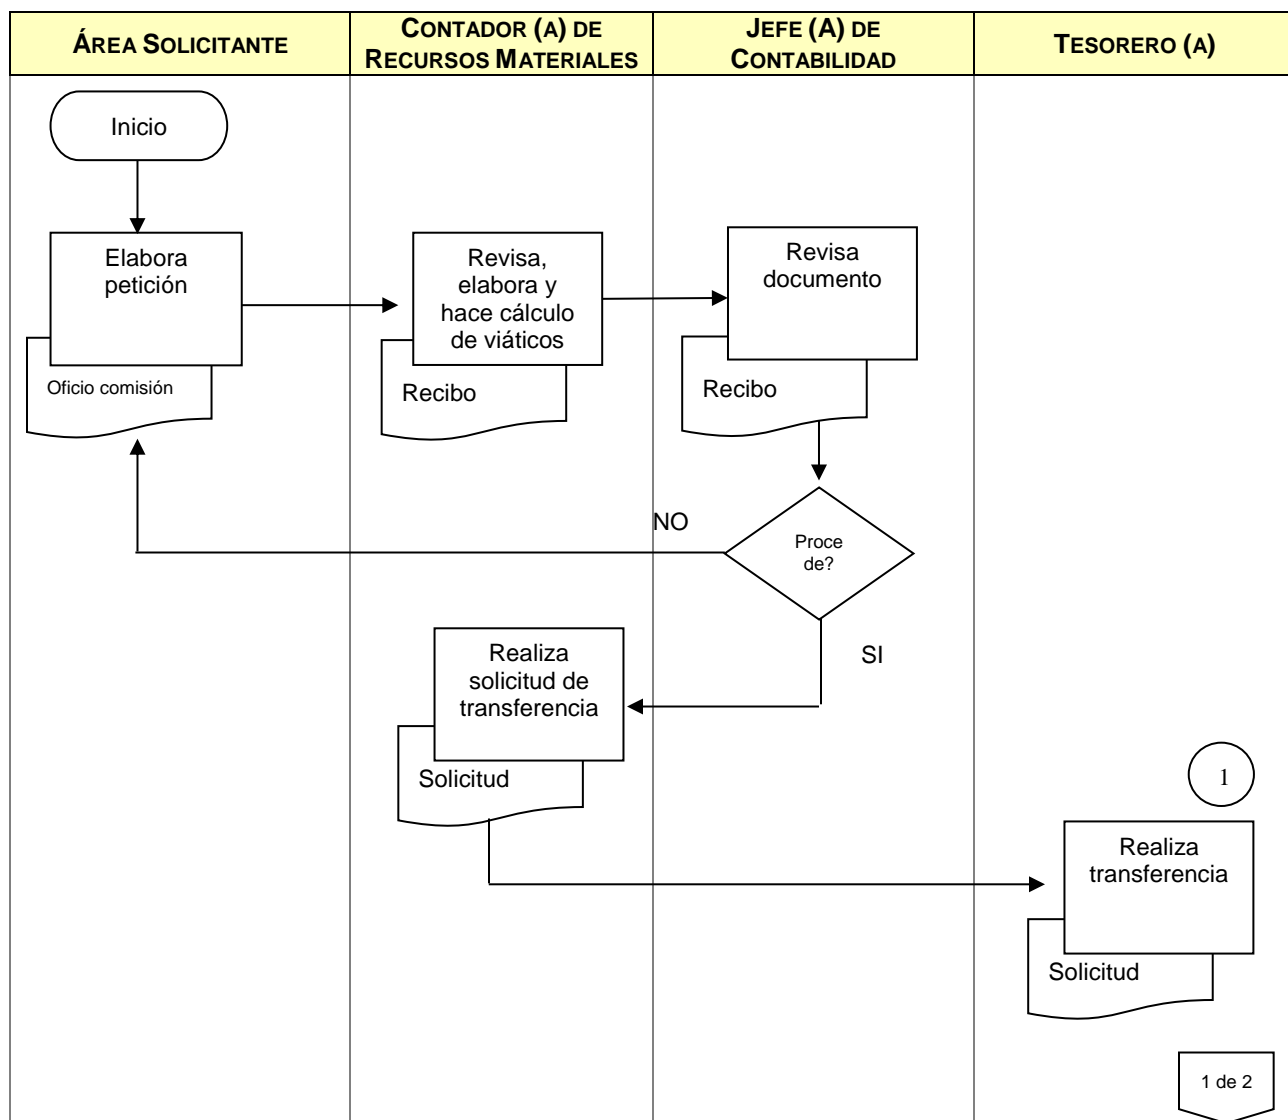 ÁREA SOLICITANTE
CONTADOR (A) DE
RECURSOS MATERIALES
JEFE (A) DE
CONTABILIDAD
TESORERO (A)
Inicio
Elabora
petición
Oficio comisión
Revisa,
elabora y
hace cálculo
de viáticos
Recibo
Revisa
documento
Recibo
NO
Proce
de?
SI
Realiza
solicitud de
transferencia
Solicitud
1
Realiza
transferencia
Solicitud
1 de 2